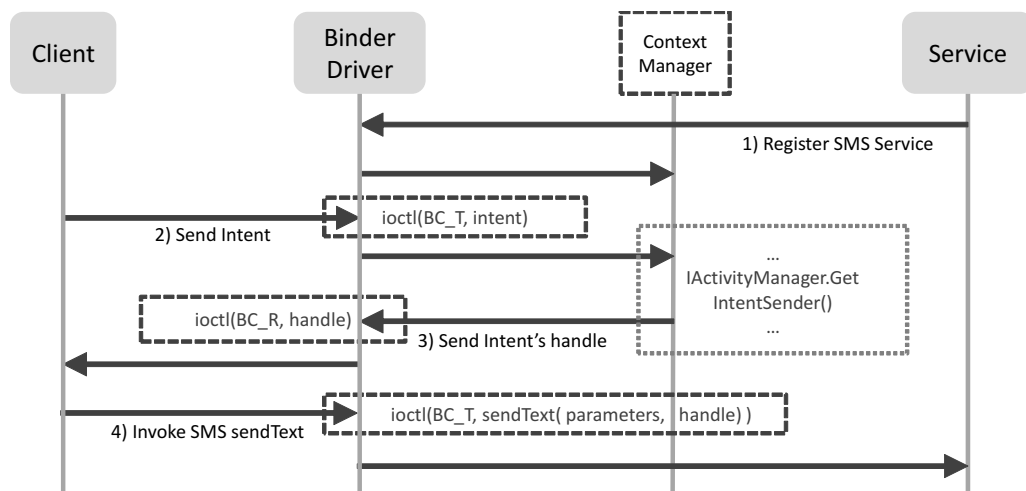 Client
Binder
Driver
Context
Manager
Service
1) Register SMS Service
ioctl(BC_T, intent)
2) Send Intent
...
IActivityManager.Get
IntentSender()
...
ioctl(BC_R, handle)
3) Send Intent's handle
ioctl(BC_T, sendText( parameters, handle) )
4) Invoke SMS sendText